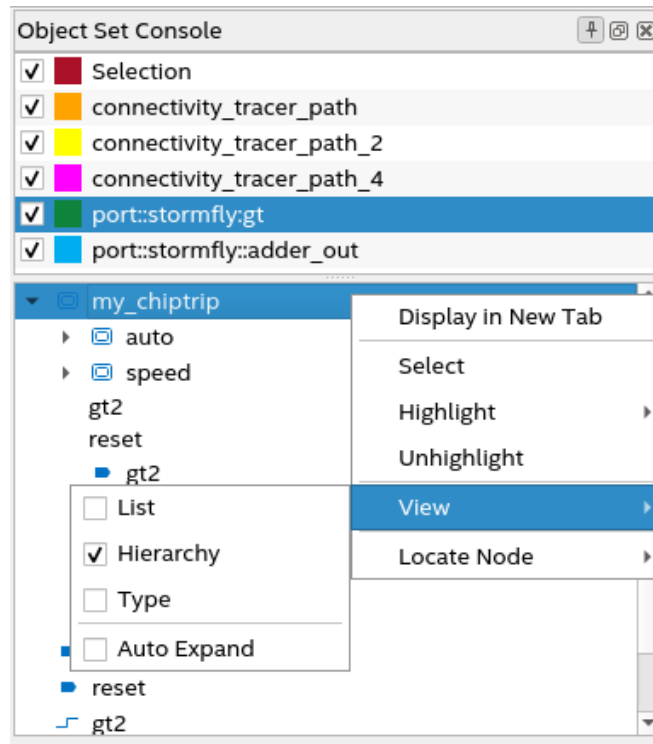 Object Set Console
Selection
connectivity_tracer_path
connectivity_tracer_path_2
connectivity_tracer_path_4
port::stormfly:gt
port::stormfly::adder_out
my_chiptrip
auto
speed
gt2
reset
gt2
Display in New Tab
Select
Highlight
Unhighlight
View
Locate Node
List
Hierarchy
Type
Auto Expand
reset
gt2